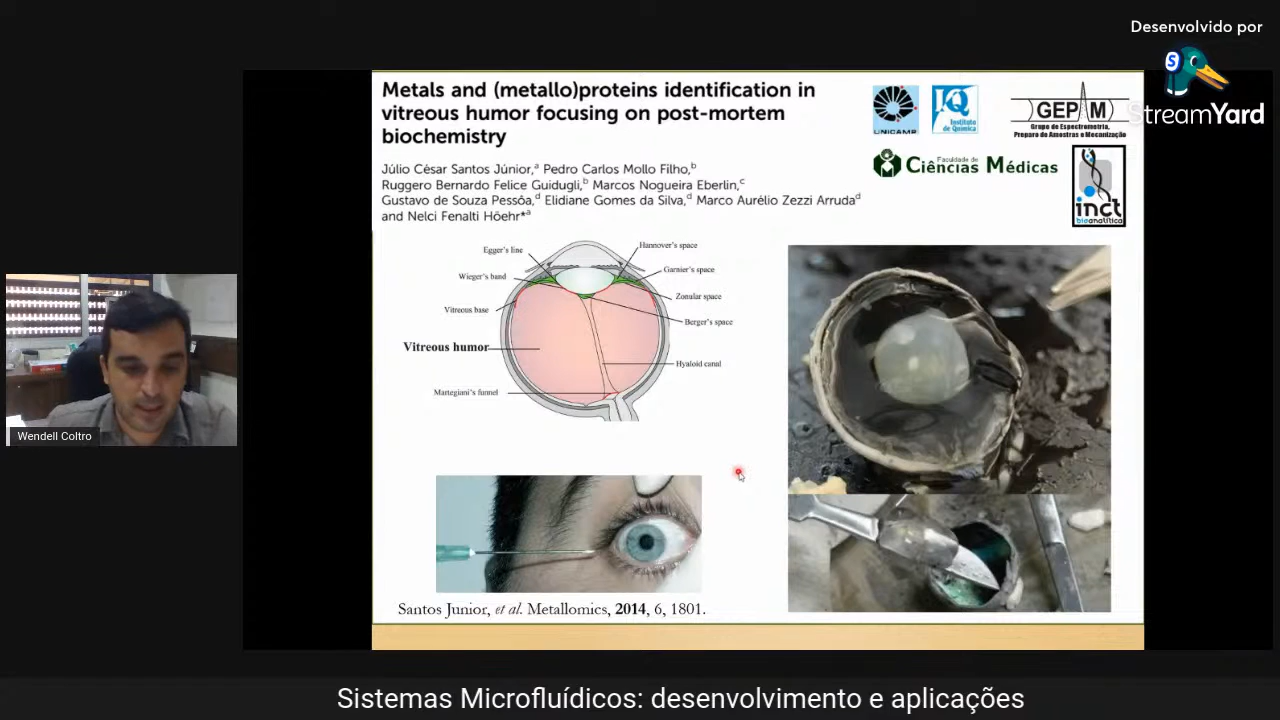 Desenvolvido por
StreamYard
Metals and (metallo)proteins identification in
vitreous humor focusing on post-mortem
biochemistry
UNICAMP
IQ
Instituto
de Química
GEPAM
Grupo de Espectrometria,
Preparo de Amostras e Mecanização
Júlio César Santos Júnior,ª Pedro Carlos Mollo Filho,ᵇ
Ruggero Bernardo Felice Guidugli,ᵇ Marcos Nogueira Eberlin,ᶜ
Gustavo de Souza Pessôa,ᵈ Elidiane Gomes da Silva,ᵈ Marco Aurélio Zezzi Arrudaᵈ
and Nelci Fenalti Höehr*ª
Faculdade de
Ciências Médicas
inct
bioanalítica
Egger's line
Hannover's space
Wieger's band
Garnier's space
Vitreous base
Zonular space
Berger's space
Vitreous humor
Hyaloid canal
Martegiani's funnel
Wendell Coltro
Santos Junior, et al. Metallomics, 2014, 6, 1801.
Sistemas Microfluídicos: desenvolvimento e aplicações